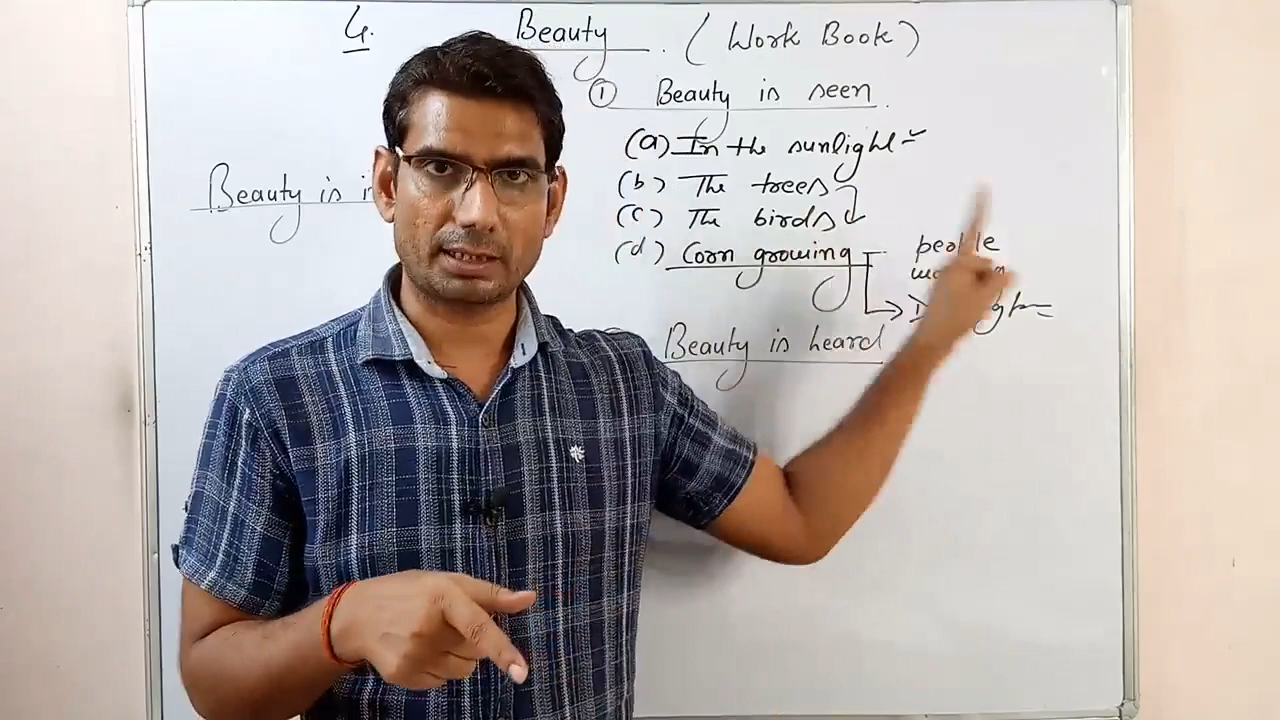 4. Beauty (Work Book)
① Beauty is seen
(a) In the sunlight
(b) The trees
(c) The birds
(d) Corn growing people
Beauty is
Beauty is heard